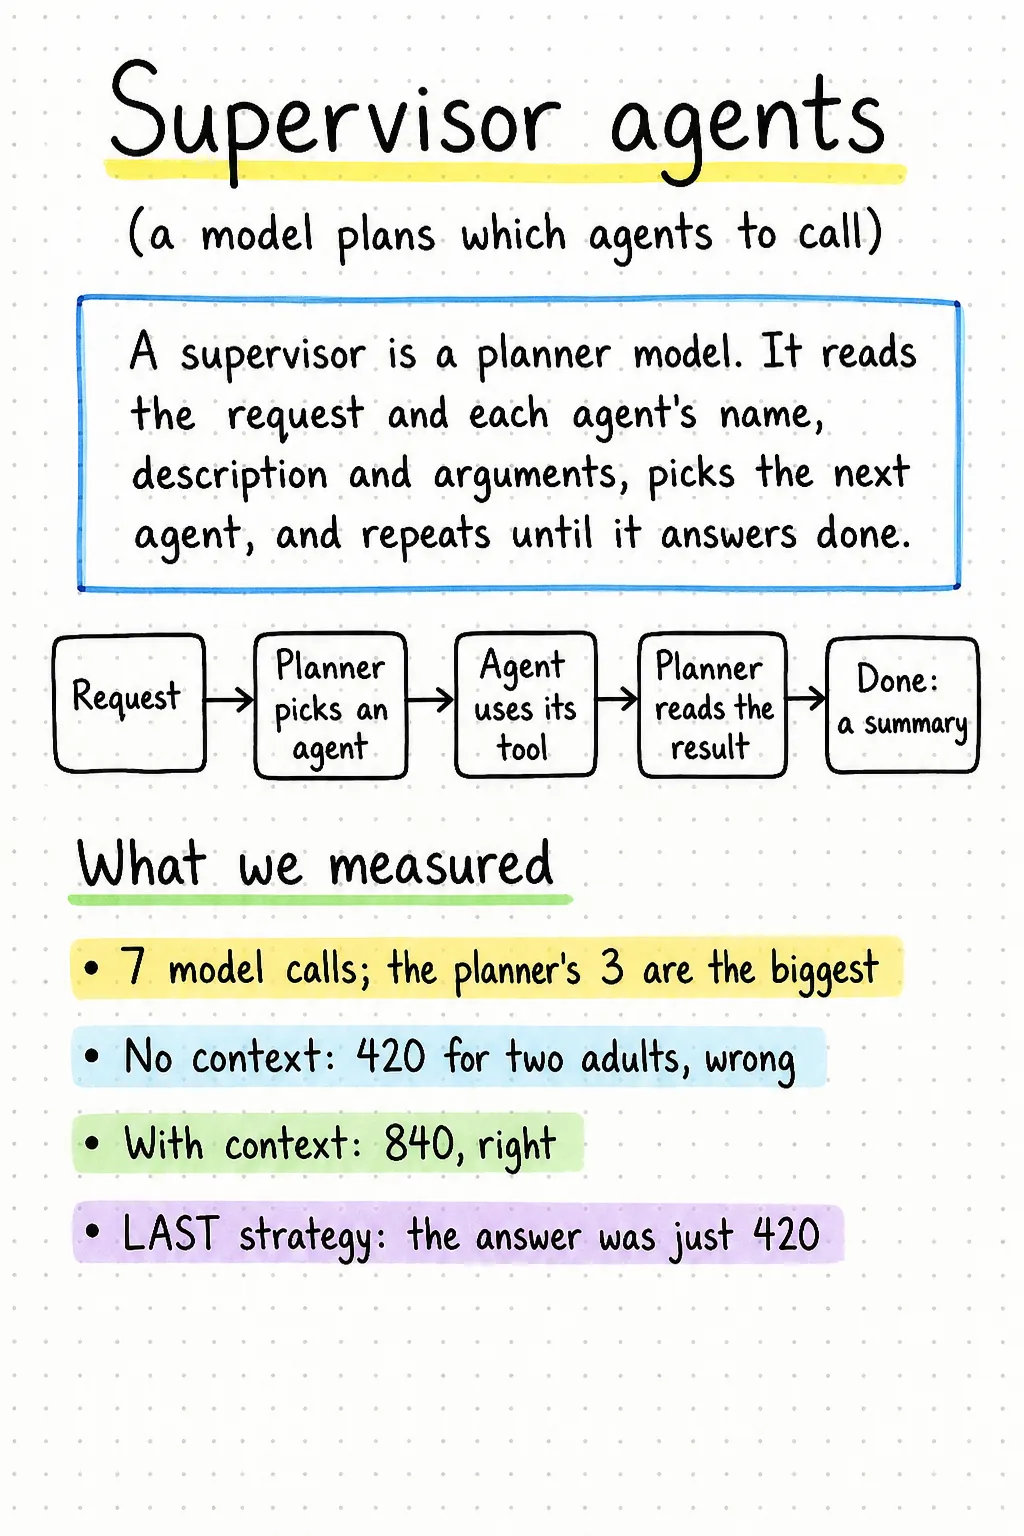 Supervisor agents
(a model plans which agents to call)
A supervisor is a planner model. It reads
the request and each agent's name,
description and arguments, picks the next
agent, and repeats until it answers done.
Request
Planner
picks an
agent
Agent
uses its
tool
Planner
reads the
result
Done:
a summary
What we measured
• 7 model calls; the planner's 3 are the biggest
• No context: 420 for two adults, wrong
• With context: 840, right
• LAST strategy: the answer was just 420